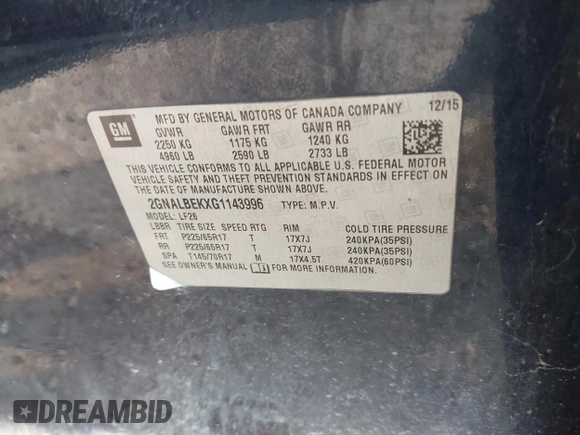 GM
MFD BY GENERAL MOTORS OF CANADA COMPANY 12/15
GVWR GAWR FRT GAWR RR
2250 KG 1175 KG 1240 KG
4960 LB 2590 LB 2733 LB
THIS VEHICLE CONFORMS TO ALL APPLICABLE U.S. FEDERAL MOTOR
VEHICLE SAFETY AND THEFT PREVENTION STANDARDS IN EFFECT ON
THE DATE OF MANUFACTURE SHOWN ABOVE.
2GNALBEKXG1143996 TYPE: M.P.V.
MODEL: LF26
LBBR TIRE SIZE SPEED RTG RIM COLD TIRE PRESSURE
FRT P225/65R17 T 17X7J 240KPA(35PSI)
RR P225/65R17 T 17X7J 240KPA(35PSI)
SPA T145/70R17 M 17X4.5T 420KPA(60PSI)
SEE OWNER'S MANUAL FOR MORE INFORMATION
DREAMBID